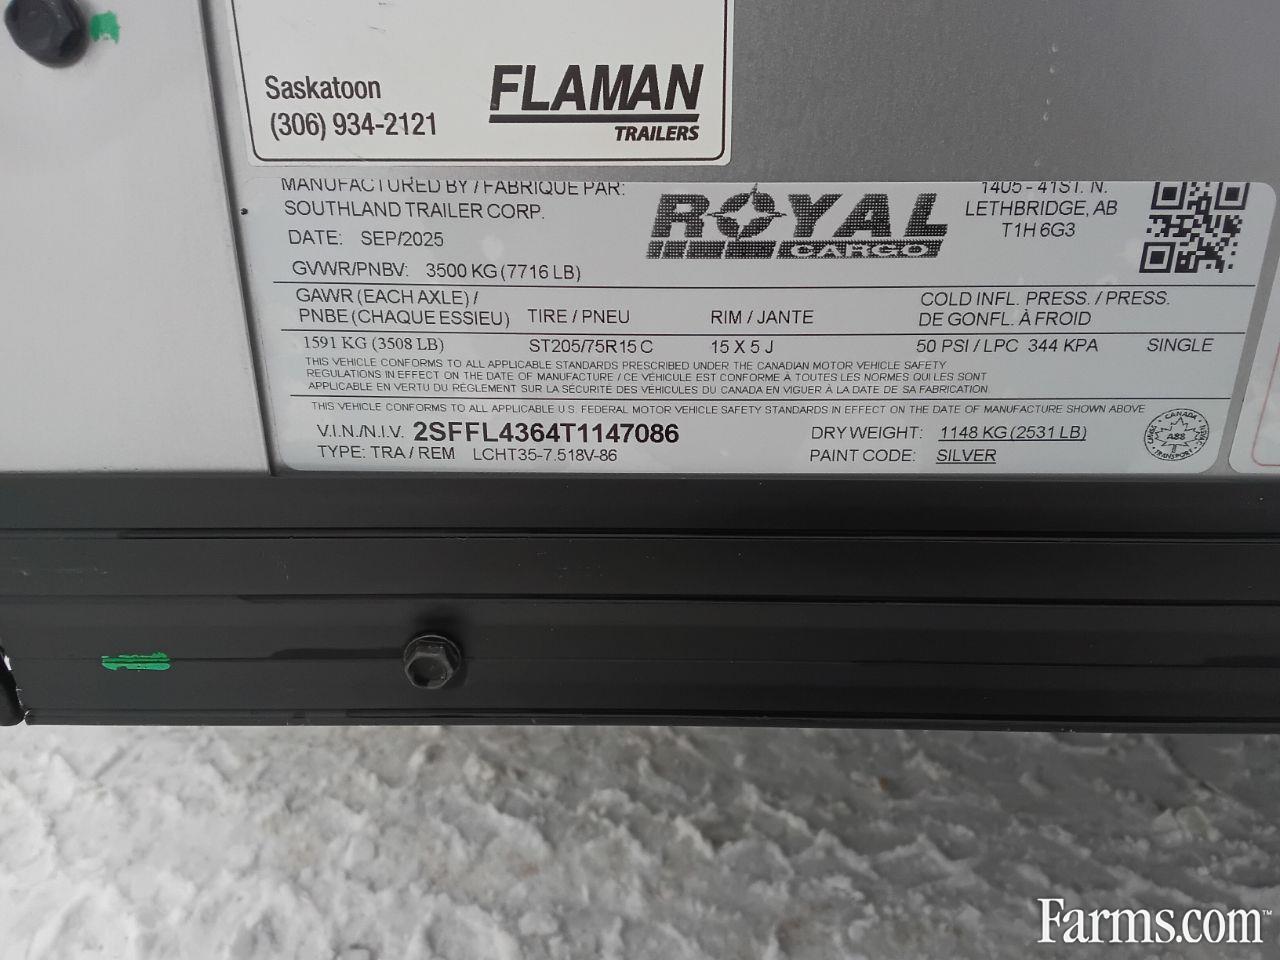 Saskatoon
(306) 934-2121
FLAMAN
TRAILERS
MANUFACTURED BY / FABRIQUE PAR:
SOUTHLAND TRAILER CORP.
DATE: SEP/2025
ROYAL
CARGO
1405 - 41ST. N.
LETHBRIDGE, AB
T1H 6G3
GVWR/PNBV: 3500 KG (7716 LB)
GAWR (EACH AXLE) /
PNBE (CHAQUE ESSIEU) TIRE / PNEU RIM / JANTE
COLD INFL. PRESS. / PRESS.
DE GONFL. À FROID
1591 KG (3508 LB) ST205/75R15 C 15 X 5 J 50 PSI / LPC 344 KPA SINGLE
THIS VEHICLE CONFORMS TO ALL APPLICABLE STANDARDS PRESCRIBED UNDER THE CANADIAN MOTOR VEHICLE SAFETY
REGULATIONS IN EFFECT ON THE DATE OF MANUFACTURE / CE VÉHICULE EST CONFORME À TOUTES LES NORMES QUI LES SONT
APPLICABLE EN VERTU DU RÉGLEMENT SUR LA SÉCURITÉ DES VÉHICULES DU CANADA EN VIGUER À LA DATE DE SA FABRICATION.
THIS VEHICLE CONFORMS TO ALL APPLICABLE U.S. FEDERAL MOTOR VEHICLE SAFETY STANDARDS IN EFFECT ON THE DATE OF MANUFACTURE SHOWN ABOVE
V.I.N./N.I.V. 2SFFL4364T1147086 DRY WEIGHT: 1148 KG (2531 LB)
TYPE: TRA / REM LCHT35-7.518V-86 PAINT CODE: SILVER
CANADA
TRANSPORT
Farms.com™